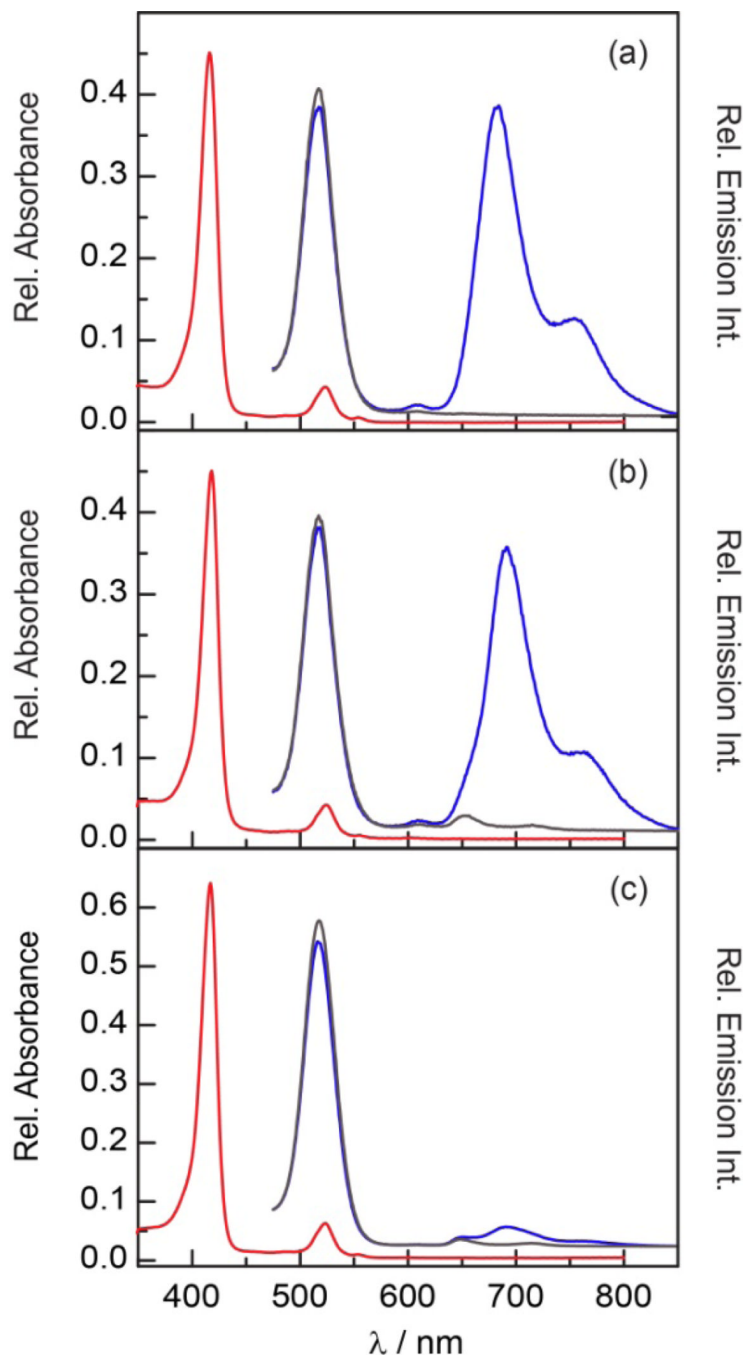 (a)
Rel. Absorbance
0.4
0.3
0.2
0.1
0.0
Rel. Emission Int.
(b)
Rel. Absorbance
0.4
0.3
0.2
0.1
0.0
Rel. Emission Int.
(c)
Rel. Absorbance
0.6
0.5
0.4
0.3
0.2
0.1
0.0
Rel. Emission Int.
400 500 600 700 800
λ / nm